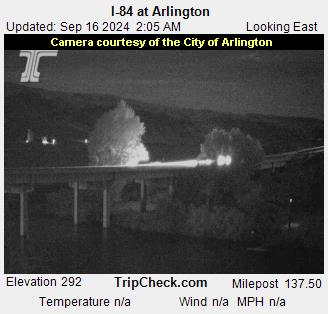 I-84 at Arlington
Updated: Sep 16 2024 2:05 AM Looking East
Camera courtesy of the City of Arlington
Elevation 292 TripCheck.com Milepost 137.50
Temperature n/a Wind n/a MPH n/a